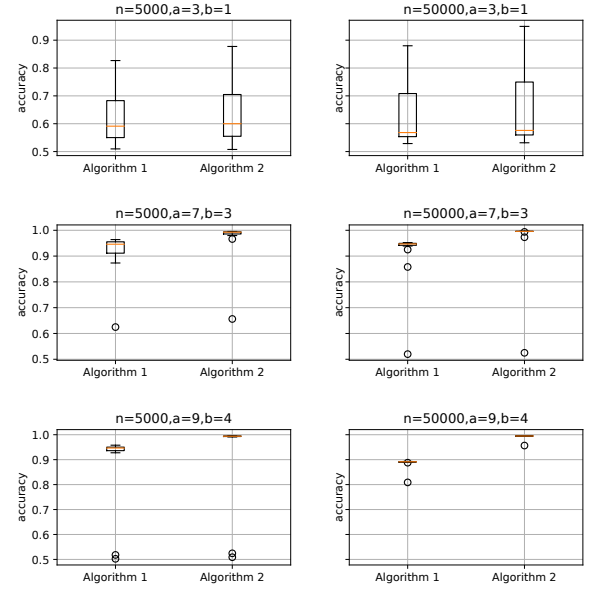 n=5000,a=3,b=1
accuracy
0.9
0.8
0.7
0.6
0.5
Algorithm 1 Algorithm 2
n=50000,a=3,b=1
accuracy
Algorithm 1 Algorithm 2
n=5000,a=7,b=3
accuracy
1.0
0.9
0.8
0.7
0.6
0.5
Algorithm 1 Algorithm 2
n=50000,a=7,b=3
accuracy
Algorithm 1 Algorithm 2
n=5000,a=9,b=4
accuracy
1.0
0.9
0.8
0.7
0.6
0.5
Algorithm 1 Algorithm 2
n=50000,a=9,b=4
accuracy
Algorithm 1 Algorithm 2